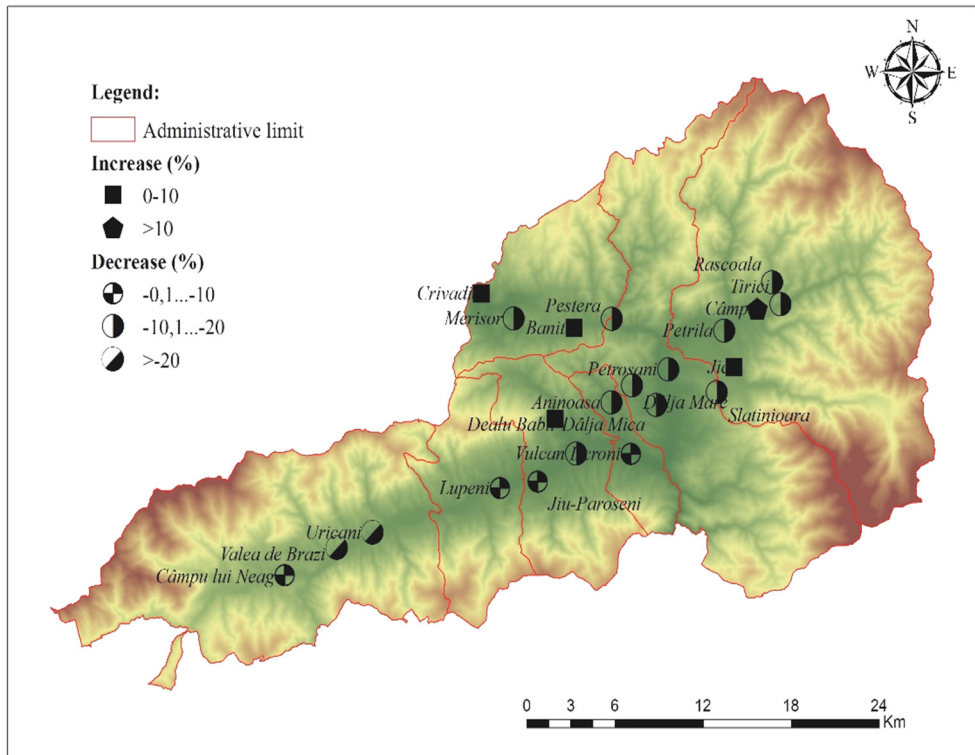 N
W E
S
Legend:
Administrative limit
Increase (%)
0-10
>10
Decrease (%)
-0,1...-10
-10,1...-20
>-20
Rascoala
Tirici
Crivadi
Pestera
Câmp
Merisor
Banit
Petrila
Petrosani
Jie
Aninoasa
Dâlja Mare
Slatinioara
Dealu Babii
Dâlja Mica
Vulcan
Iscroni
Lupeni
Jiu-Paroseni
Uricani
Valea de Brazi
Câmpu lui Neag
0 3 6 12 18 24
Km